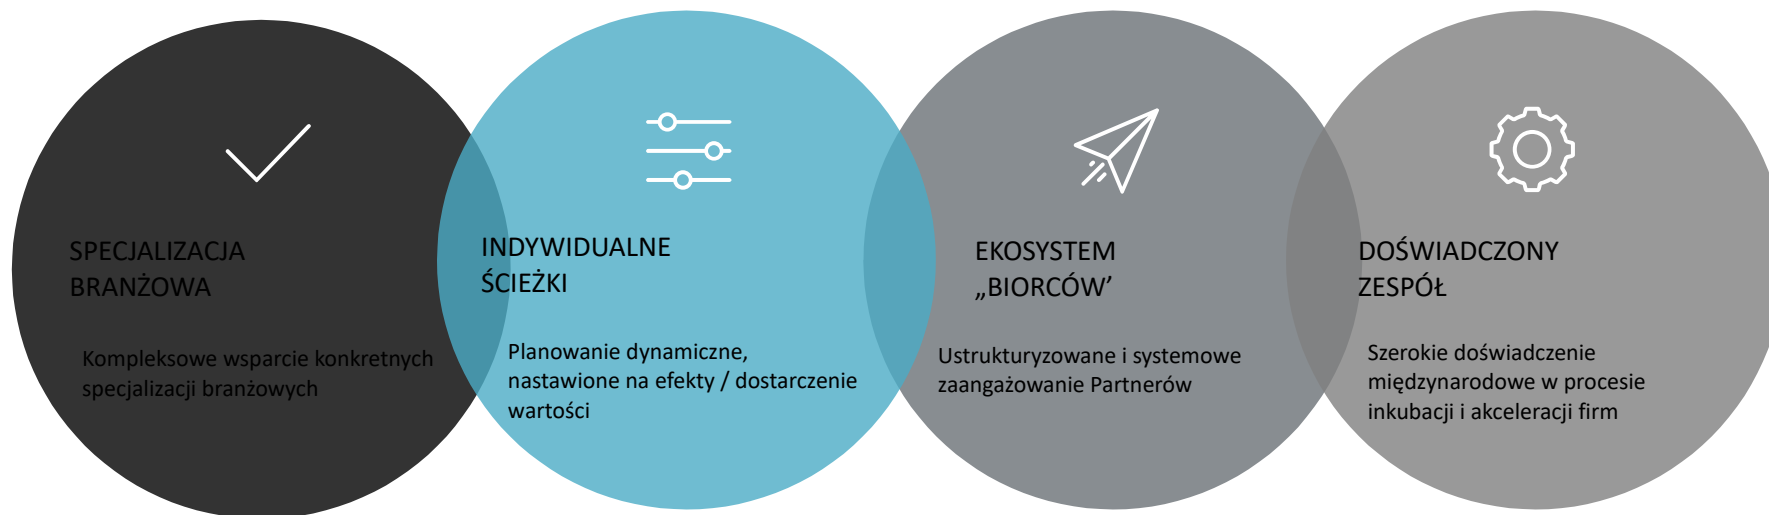 SPECJALIZACJA
BRANŻOWA
Kompleksowe wsparcie konkretnych
specjalizacji branżowych
INDYWIDUALNE
ŚCIEŻKI
Planowanie dynamiczne,
nastawione na efekty / dostarczenie
wartości
EKOSYSTEM
„BIORCÓW’
Ustrukturyzowane i systemowe
zaangażowanie Partnerów
DOŚWIADCZONY
ZESPÓŁ
Szerokie doświadczenie
międzynarodowe w procesie
inkubacji i akceleracji firm